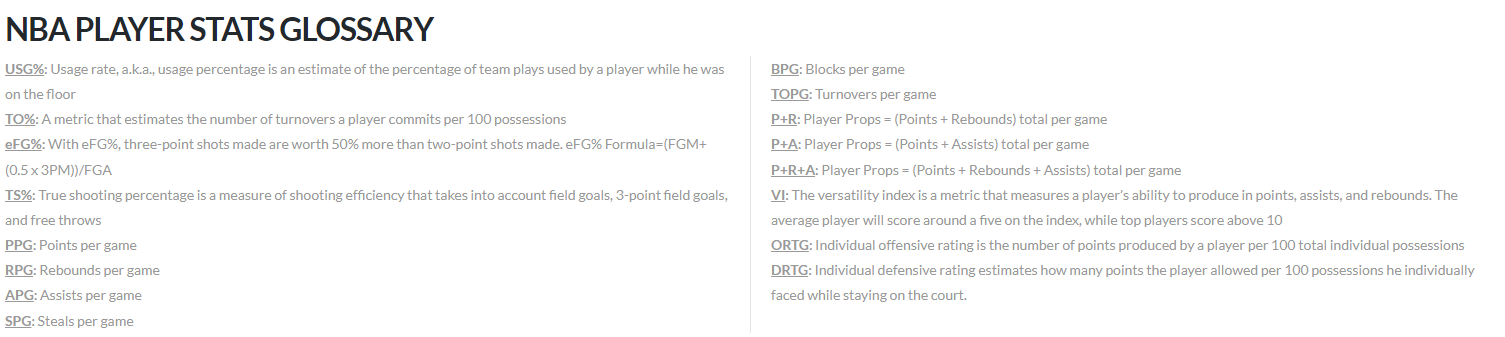 NBA PLAYER STATS GLOSSARY
USG%: Usage rate, a.k.a., usage percentage is an estimate of the percentage of team plays used by a player while he was
on the floor
TO%: A metric that estimates the number of turnovers a player commits per 100 possessions
eFG%: With eFG%, three-point shots made are worth 50% more than two-point shots made. eFG% Formula=(FGM+
(0.5 x 3PM))/FGA
TS%: True shooting percentage is a measure of shooting efficiency that takes into account field goals, 3-point field goals,
and free throws
PPG: Points per game
RPG: Rebounds per game
APG: Assists per game
SPG: Steals per game
BPG: Blocks per game
TOPG: Turnovers per game
P+R: Player Props = (Points + Rebounds) total per game
P+A: Player Props = (Points + Assists) total per game
P+R+A: Player Props = (Points + Rebounds + Assists) total per game
VI: The versatility index is a metric that measures a player's ability to produce in points, assists, and rebounds. The
average player will score around a five on the index, while top players score above 10
ORTG: Individual offensive rating is the number of points produced by a player per 100 total individual possessions
DRTG: Individual defensive rating estimates how many points the player allowed per 100 possessions he individually
faced while staying on the court.